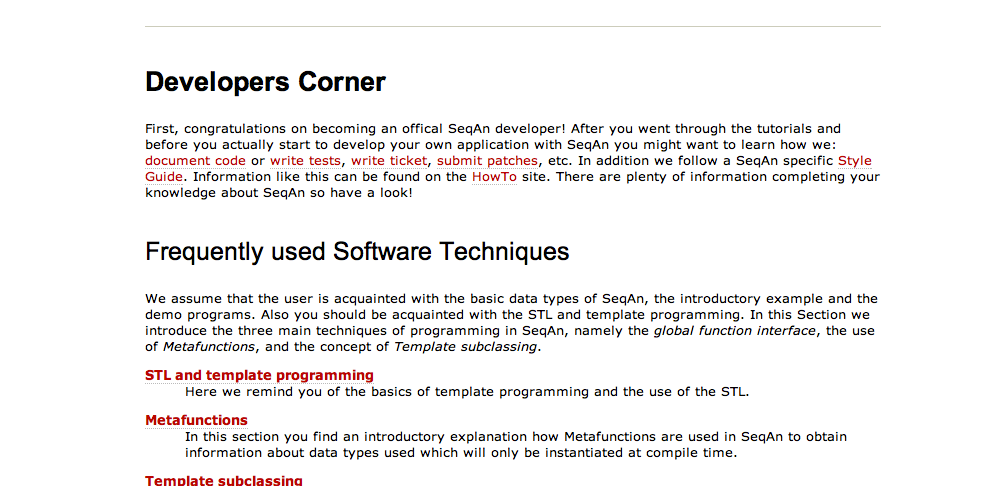 Developers Corner
First, congratulations on becoming an offical SeqAn developer! After you went through the tutorials and
before you actually start to develop your own application with SeqAn you might want to learn how we:
document code or write tests, write ticket, submit patches, etc. In addition we follow a SeqAn specific Style
Guide. Information like this can be found on the HowTo site. There are plenty of information completing your
knowledge about SeqAn so have a look!
Frequently used Software Techniques
We assume that the user is acquainted with the basic data types of SeqAn, the introductory example and the
demo programs. Also you should be acquainted with the STL and template programming. In this Section we
introduce the three main techniques of programming in SeqAn, namely the global function interface, the use
of Metafunctions, and the concept of Template subclassing.
STL and template programming
Here we remind you of the basics of template programming and the use of the STL.
Metafunctions
In this section you find an introductory explanation how Metafunctions are used in SeqAn to obtain
information about data types used which will only be instantiated at compile time.
Template subclassing